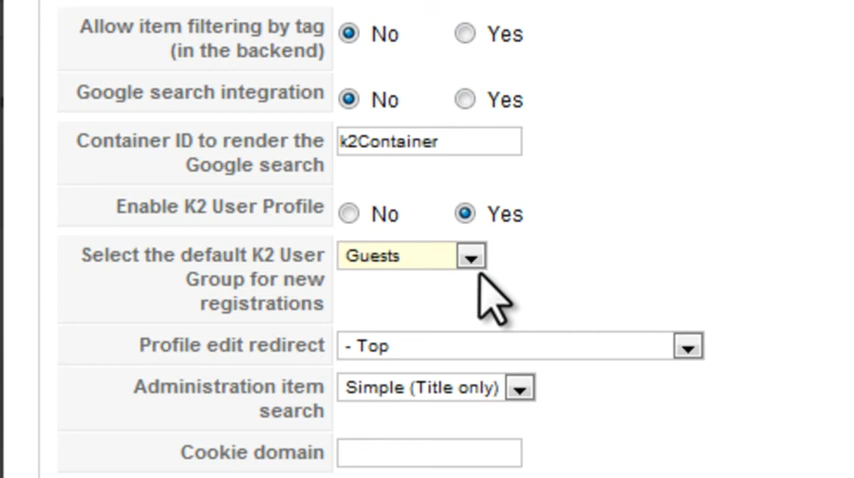 Allow item filtering by tag
(in the backend)
No Yes
Google search integration
No Yes
Container ID to render the
Google search
k2Container
Enable K2 User Profile
No Yes
Select the default K2 User
Group for new
registrations
Guests
Profile edit redirect
- Top
Administration item
search
Simple (Title only)
Cookie domain